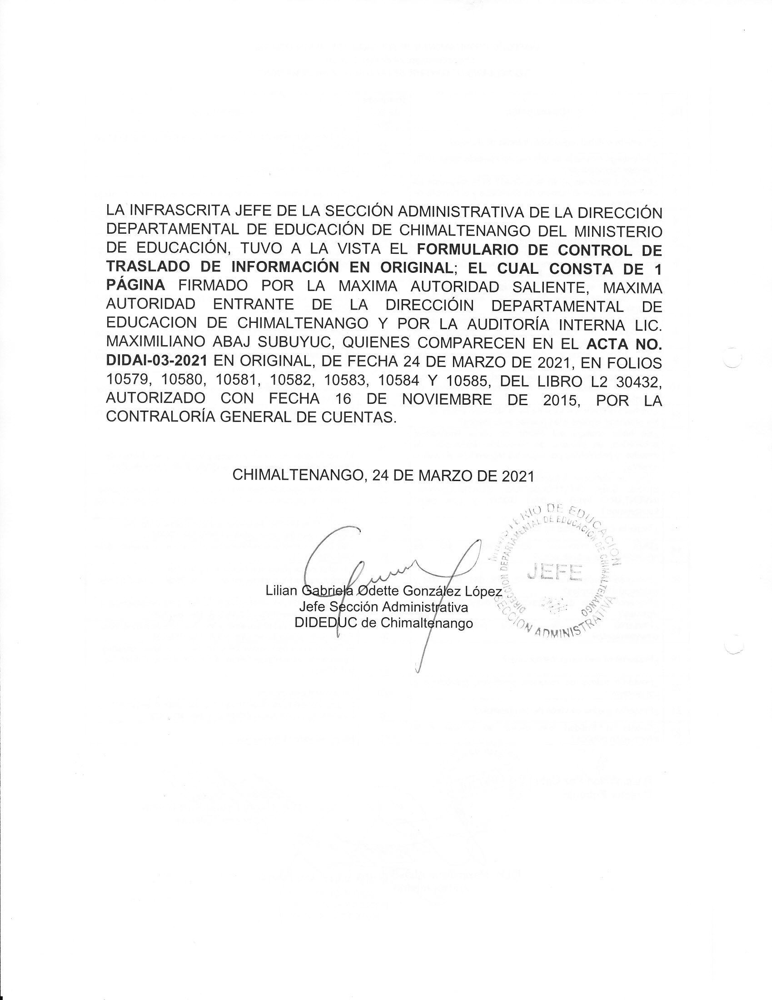 LA INFRASCRITA JEFE DE LA SECCIÓN ADMINISTRATIVA DE LA DIRECCIÓN
DEPARTAMENTAL DE EDUCACIÓN DE CHIMALTENANGO DEL MINISTERIO
DE EDUCACIÓN, TUVO A LA VISTA EL FORMULARIO DE CONTROL DE
TRASLADO DE INFORMACIÓN EN ORIGINAL; EL CUAL CONSTA DE 1
PÁGINA FIRMADO POR LA MAXIMA AUTORIDAD SALIENTE, MAXIMA
AUTORIDAD ENTRANTE DE LA DIRECCIÓIN DEPARTAMENTAL DE
EDUCACION DE CHIMALTENANGO Y POR LA AUDITORÍA INTERNA LIC.
MAXIMILIANO ABAJ SUBUYUC, QUIENES COMPARECEN EN EL ACTA NO.
DIDAI-03-2021 EN ORIGINAL, DE FECHA 24 DE MARZO DE 2021, EN FOLIOS
10579, 10580, 10581, 10582, 10583, 10584 Y 10585, DEL LIBRO L2 30432,
AUTORIZADO CON FECHA 16 DE NOVIEMBRE DE 2015, POR LA
CONTRALORÍA GENERAL DE CUENTAS.
CHIMALTENANGO, 24 DE MARZO DE 2021
MINISTERIO DE EDUCACION
DIRECCION DEPARTAMENTAL DE EDUCACION DE CHIMALTENANGO
JEFE
SECCION ADMINISTRATIVA
Lilian Gabriela Odette González López
Jefe Sección Administrativa
DIDEDUC de Chimaltenango